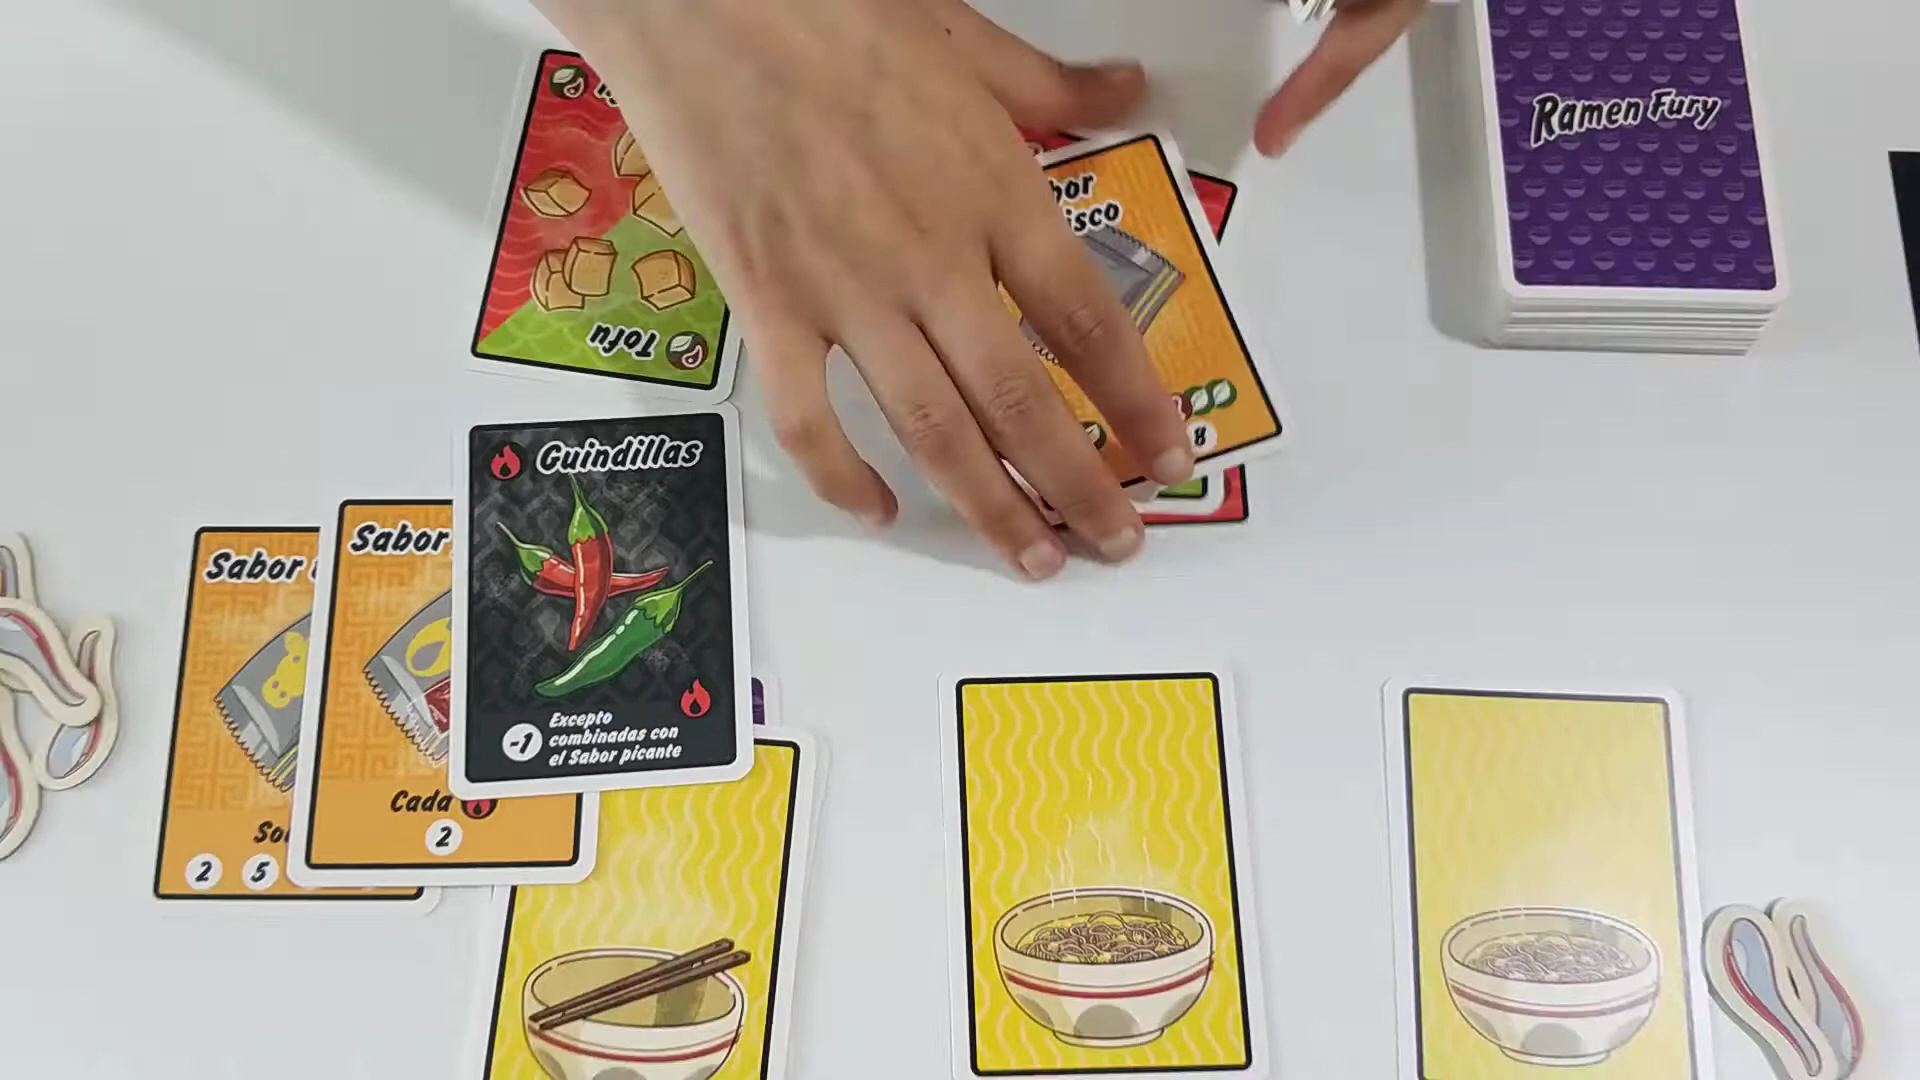 Ramen Fury
Tofu
8
Guindillas
-1
Excepto
combinadas con
el Sabor picante
Sabor
Sabor
Cada
2
2 5